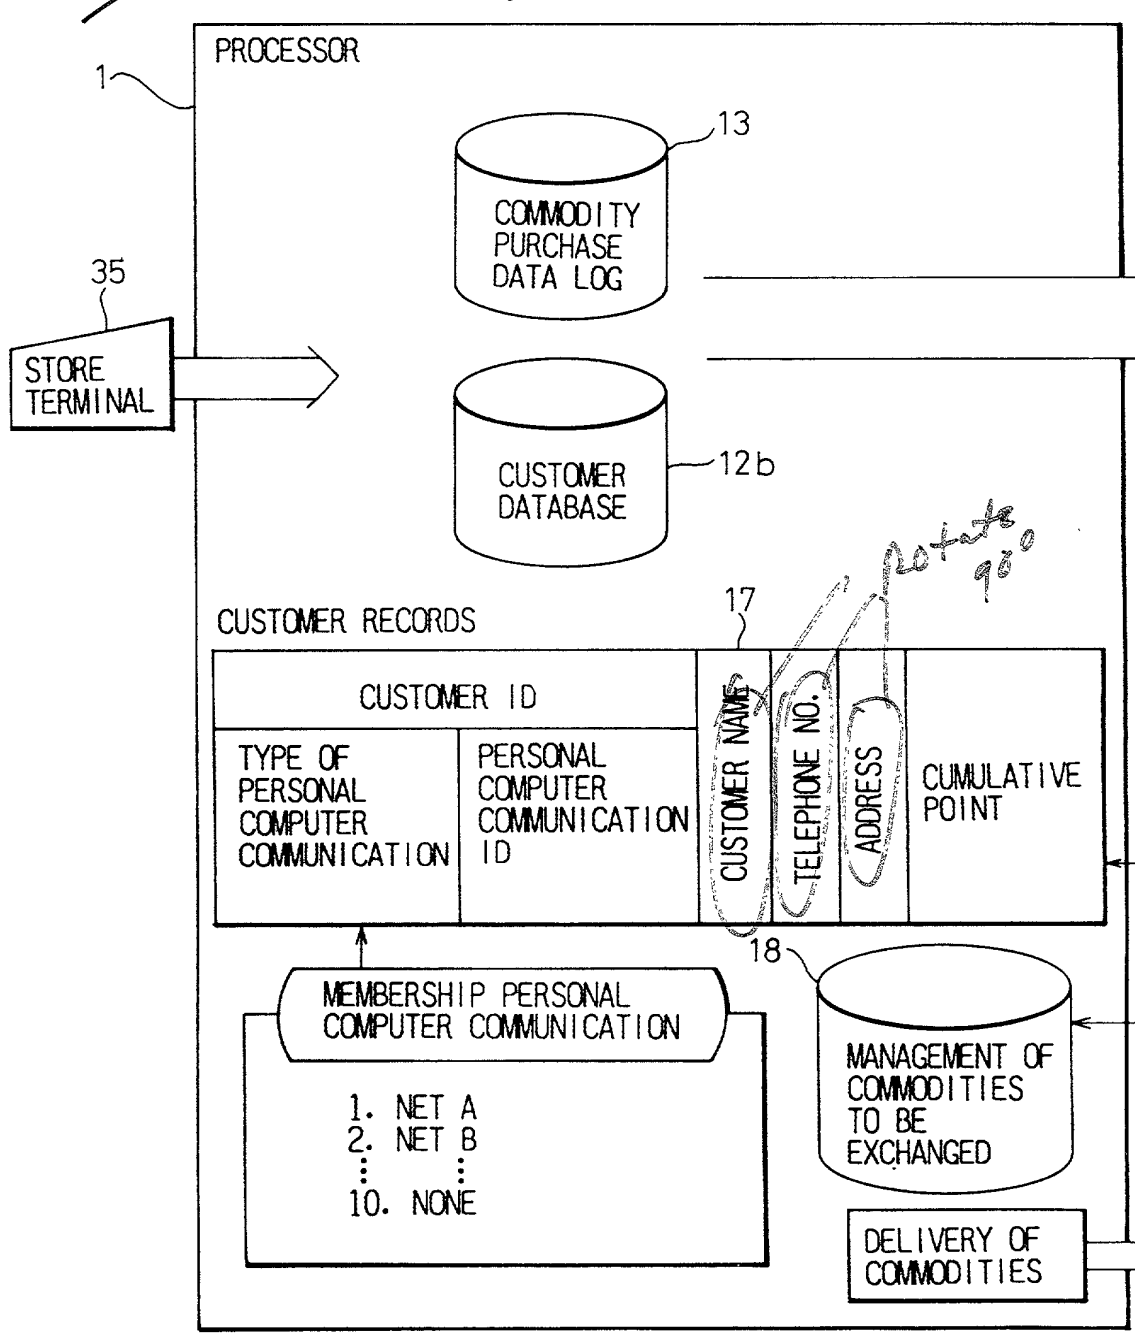 PROCESSOR
1
13
COMMODITY
PURCHASE
DATA LOG
35
STORE
TERMINAL
12b
CUSTOMER
DATABASE
rotate
90°
17
CUSTOMER RECORDS
CUSTOMER ID
TYPE OF
PERSONAL
COMPUTER
COMMUNICATION
PERSONAL
COMPUTER
COMMUNICATION
ID
CUSTOMER NAME
TELEPHONE NO.
ADDRESS
CUMULATIVE
POINT
18
MEMBERSHIP PERSONAL
COMPUTER COMMUNICATION
1. NET A
2. NET B
⋮ ⋮
10. NONE
MANAGEMENT OF
COMMODITIES
TO BE
EXCHANGED
DELIVERY OF
COMMODITIES